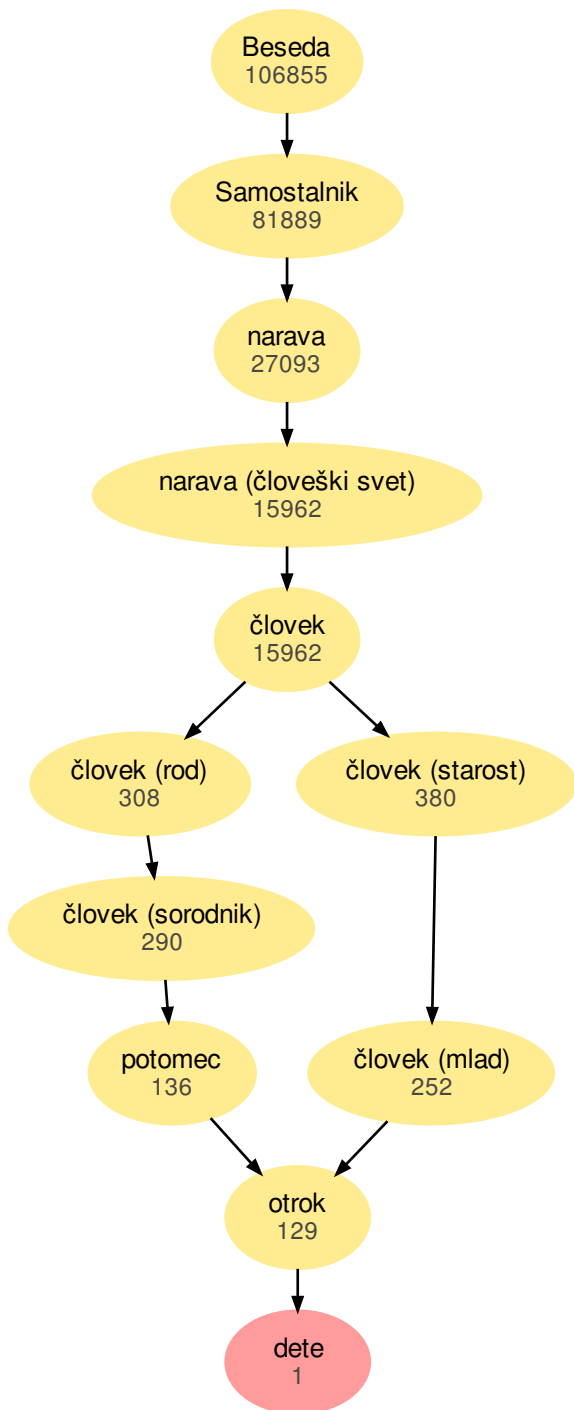 Beseda
106855
Samostalnik
81889
narava
27093
narava (človeški svet)
15962
človek
15962
človek (rod)
308
človek (starost)
380
človek (sorodnik)
290
potomec
136
človek (mlad)
252
otrok
129
dete
1